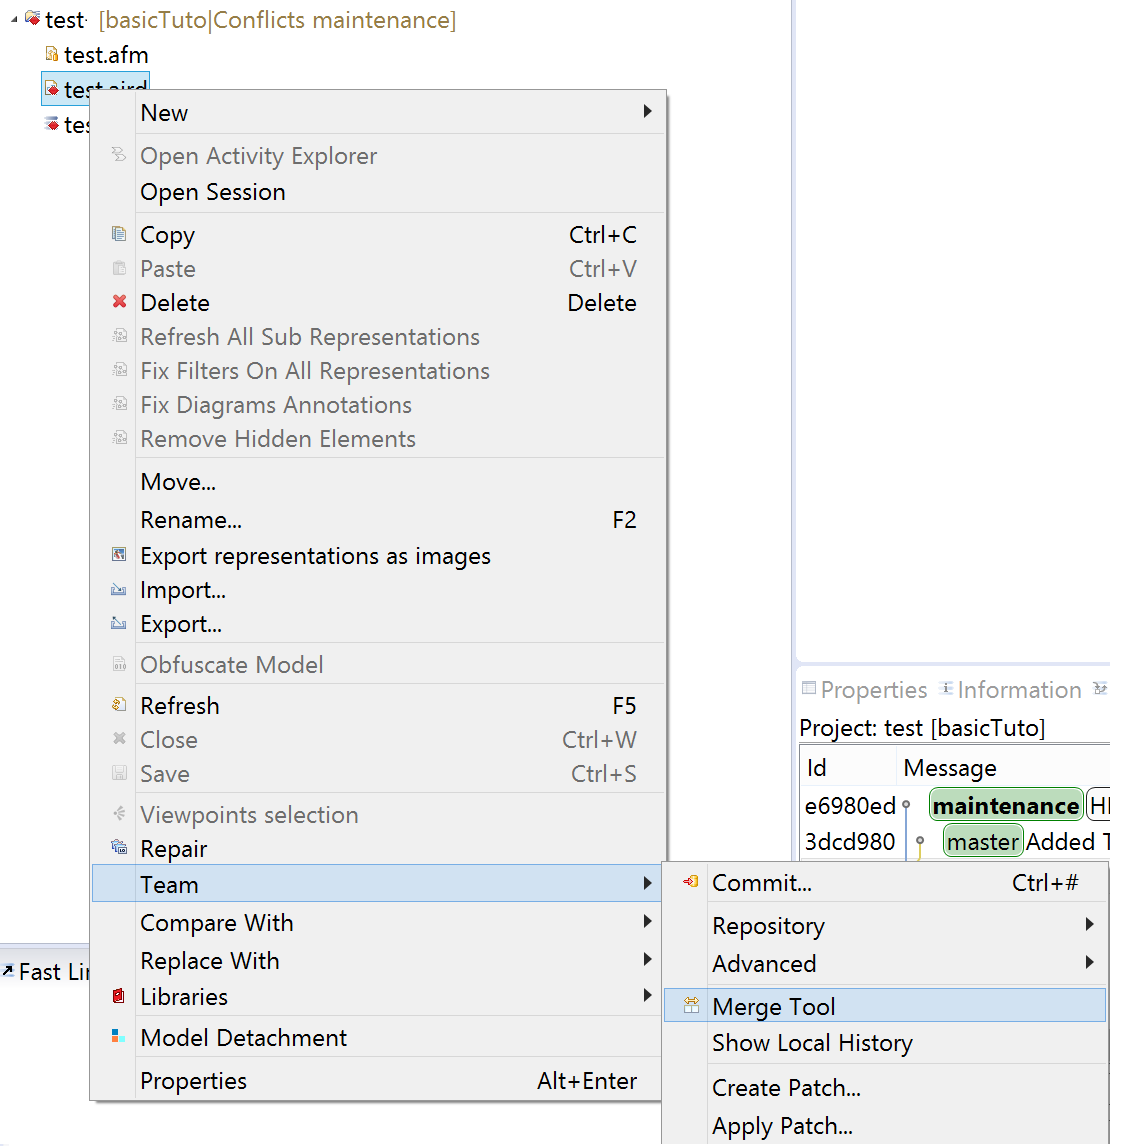 test [basicTuto|Conflicts maintenance]
test.afm
test.aird
New
Open Activity Explorer
Open Session
Copy Ctrl+C
Paste Ctrl+V
Delete Delete
Refresh All Sub Representations
Fix Filters On All Representations
Fix Diagrams Annotations
Remove Hidden Elements
Move...
Rename... F2
Export representations as images
Import...
Export...
Obfuscate Model
Refresh F5
Close Ctrl+W
Save Ctrl+S
Viewpoints selection
Repair
Team
Compare With
Replace With
Libraries
Model Detachment
Properties Alt+Enter
Fast
Properties Information
Project: test [basicTuto]
Id Message
e6980ed maintenance
3dcd980 master Added
Commit... Ctrl+#
Repository
Advanced
Merge Tool
Show Local History
Create Patch...
Apply Patch...